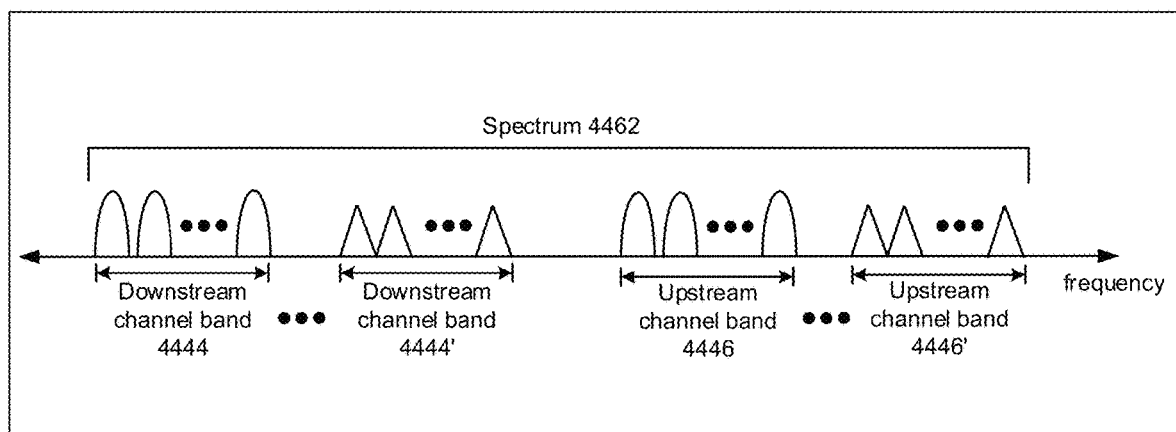 Spectrum 4462
frequency
Downstream
channel band
4444
Downstream
channel band
4444'
Upstream
channel band
4446
Upstream
channel band
4446'